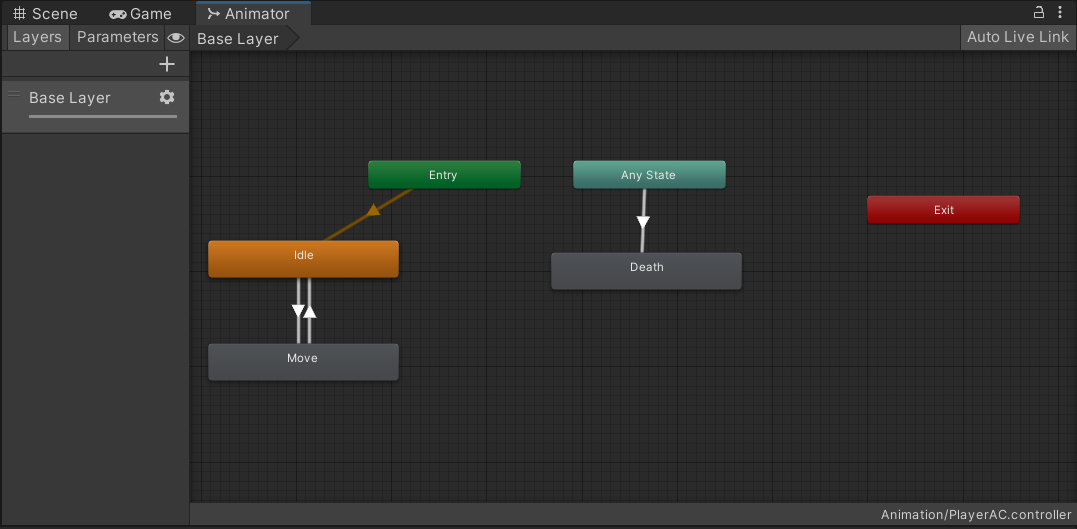 Scene Game Animator
Layers Parameters Base Layer Auto Live Link
Base Layer
Entry Any State
Exit
Idle
Death
Move
Animation/PlayerAC.controller